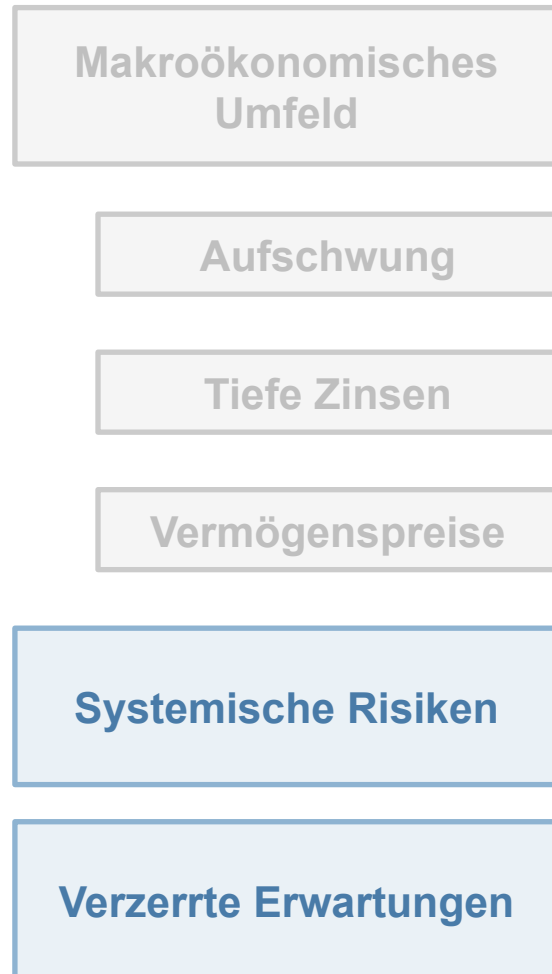 Makroökonomisches
Umfeld
Aufschwung
Tiefe Zinsen
Vermögenspreise
Systemische Risiken
Verzerrte Erwartungen